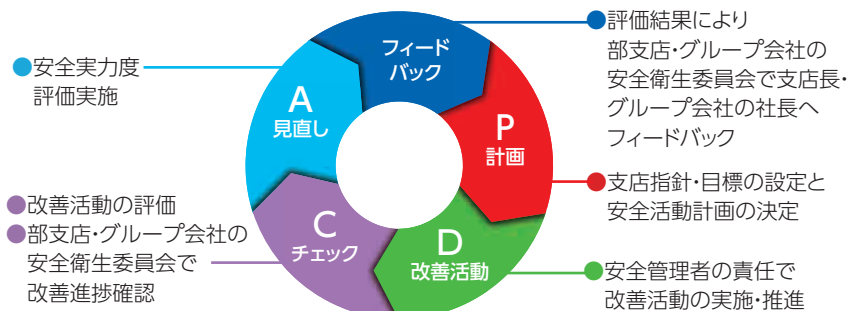 フィード
バック
●評価結果により
部支店・グループ会社の
安全衛生委員会で支店長・
グループ会社の社長へ
フィードバック
P
計画
●支店指針・目標の設定と
安全活動計画の決定
D
改善活動
●安全管理者の責任で
改善活動の実施・推進
C
チェック
●改善活動の評価
●部支店・グループ会社の
安全衛生委員会で
改善進捗確認
A
見直し
●安全実力度
評価実施